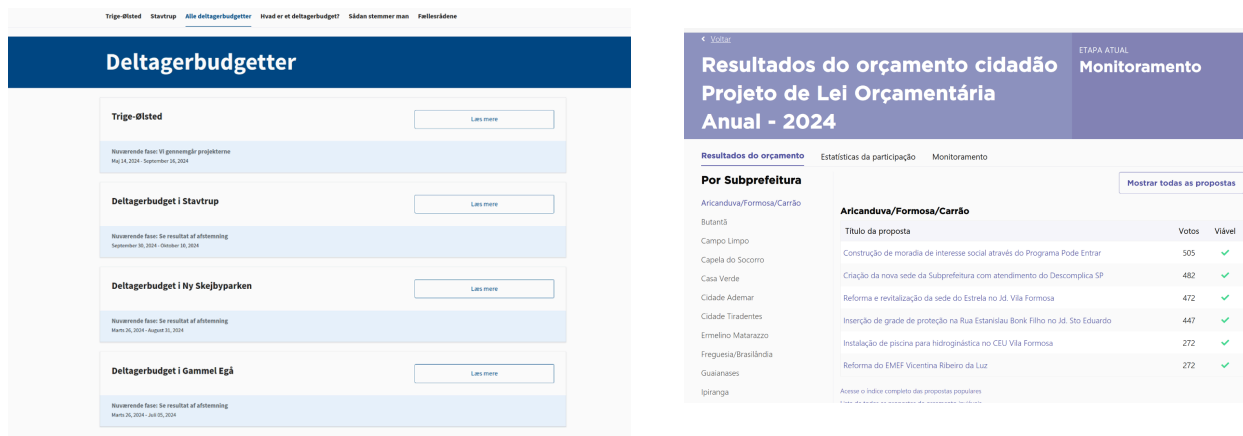 Trige-Ølsted Stavtrup Alle deltagerbudgetter Hvad er et deltagerbudget? Sådan stemmer man Fællesrådene
Deltagerbudgetter
Trige-Ølsted
Læs mere
Nuværende fase: Vi gennemgår projekterne
Maj 14, 2024 - September 16, 2024
Deltagerbudget i Stavtrup
Læs mere
Nuværende fase: Se resultat af afstemning
September 30, 2024 - Oktober 10, 2024
Deltagerbudget i Ny Skejbyparken
Læs mere
Nuværende fase: Se resultat af afstemning
Marts 26, 2024 - August 31, 2024
Deltagerbudget i Gammel Egå
Læs mere
Nuværende fase: Se resultat af afstemning
Marts 26, 2024 - Juli 05, 2024
Voltar
Resultados do orçamento cidadão
Projeto de Lei Orçamentária
Anual - 2024
ETAPA ATUAL
Monitoramento
Resultados do orçamento Estatísticas da participação Monitoramento
Por Subprefeitura
Mostrar todas as propostas
Aricanduva/Formosa/Carrão
Butantã
Campo Limpo
Capela do Socorro
Casa Verde
Cidade Ademar
Cidade Tiradentes
Ermelino Matarazzo
Freguesia/Brasilândia
Guaianases
Ipiranga
Aricanduva/Formosa/Carrão
Título da proposta Votos Viável
Construção de moradia de interesse social através do Programa Pode Entrar 505
Criação da nova sede da Subprefeitura com atendimento do Descomplica SP 482
Reforma e revitalização da sede do Estrela no Jd. Vila Formosa 472
Inserção de grade de proteção na Rua Estanislau Bonk Filho no Jd. Sto Eduardo 447
Instalação de piscina para hidroginástica no CEU Vila Formosa 272
Reforma do EMEF Vicentina Ribeiro da Luz 272
Acesse o índice completo das propostas populares